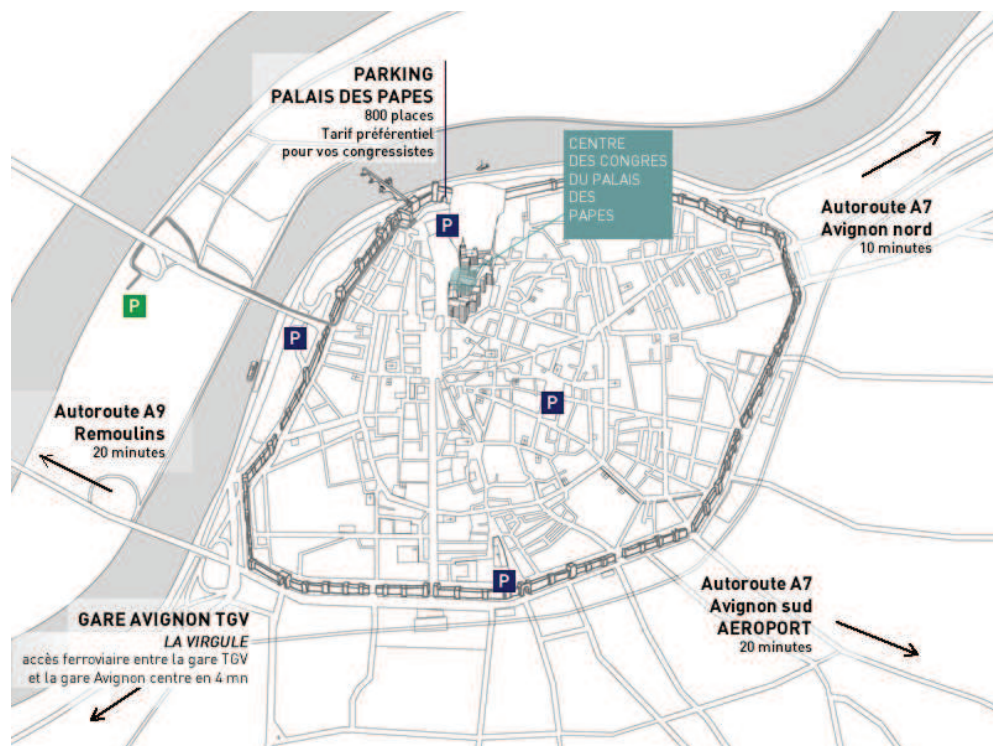 PARKING
PALAIS DES PAPES
800 places
Tarif préférentiel
pour vos congressistes
CENTRE
DES CONGRES
DU PALAIS
DES
PAPES
Autoroute A7
Avignon nord
10 minutes
P
P
P
P
P
Autoroute A9
Remoulins
20 minutes
GARE AVIGNON TGV
LA VIRGULE
accès ferroviaire entre la gare TGV
et la gare Avignon centre en 4 mn
Autoroute A7
Avignon sud
AEROPORT
20 minutes